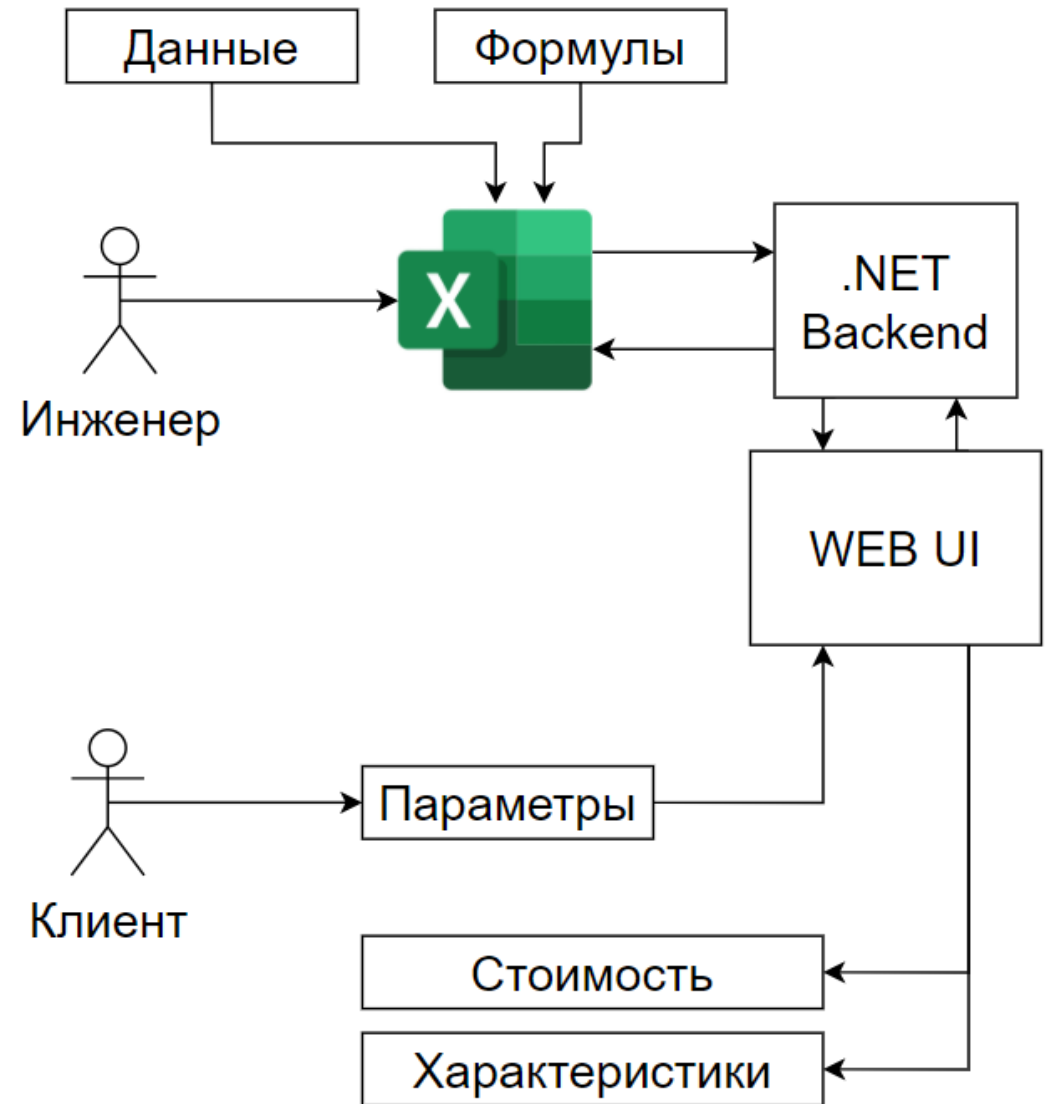 Данные
Формулы
X
.NET
Backend
Инженер
WEB UI
Параметры
Клиент
Стоимость
Характеристики